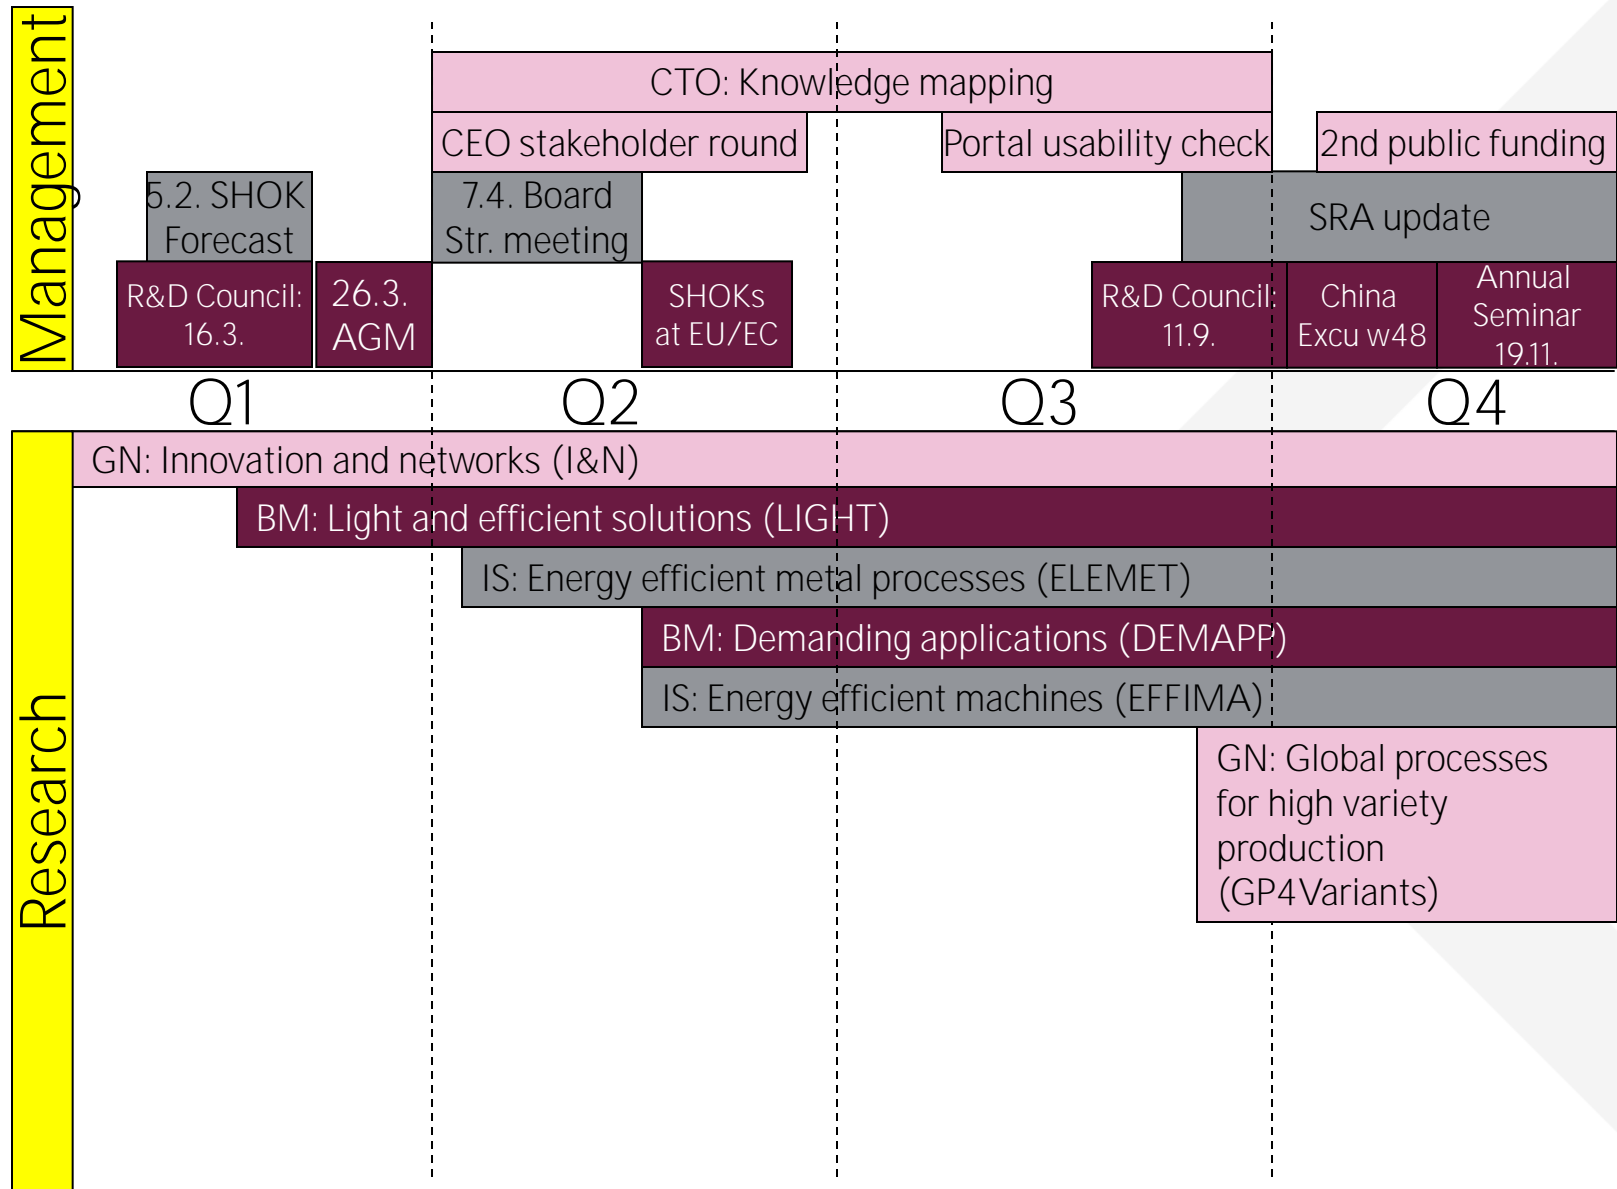 Management
CTO: Knowledge mapping
CEO stakeholder round
Portal usability check
2nd public funding
5.2. SHOK
Forecast
7.4. Board
Str. meeting
SRA update
R&D Council:
16.3.
26.3.
AGM
SHOKs
at EU/EC
R&D Council:
11.9.
China
Excu w48
Annual
Seminar
19.11.
Q1
Q2
Q3
Q4
Research
GN: Innovation and networks (I&N)
BM: Light and efficient solutions (LIGHT)
IS: Energy efficient metal processes (ELEMET)
BM: Demanding applications (DEMAPP)
IS: Energy efficient machines (EFFIMA)
GN: Global processes
for high variety
production
(GP4Variants)